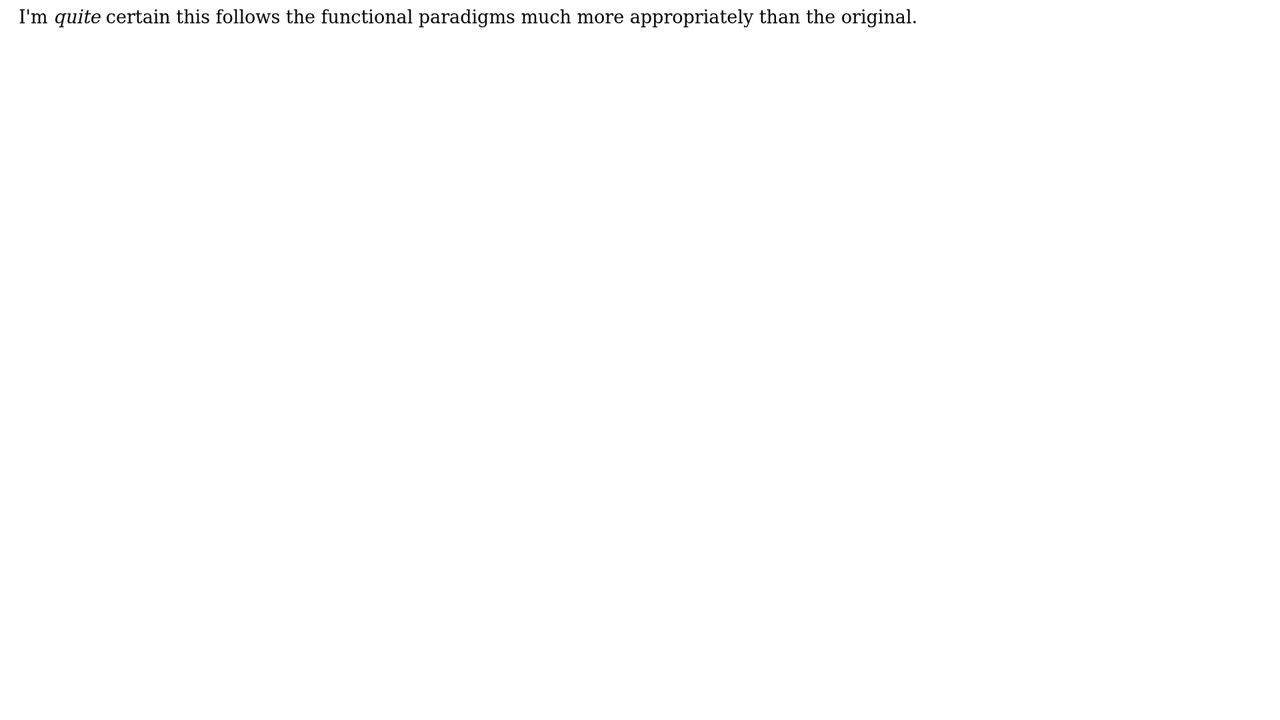 I'm quite certain this follows the functional paradigms much more appropriately than the original.